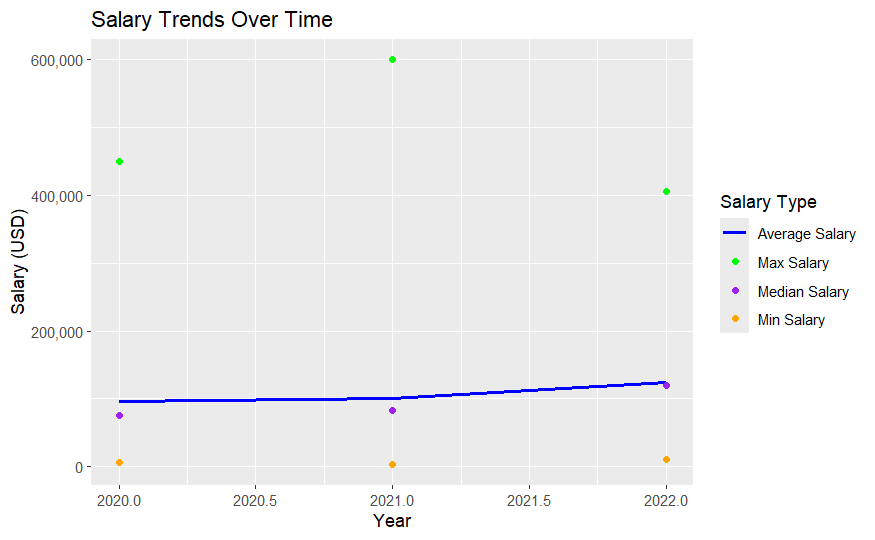 Salary Trends Over Time
600,000
400,000
200,000
0
Salary (USD)
2020.0 2020.5 2021.0 2021.5 2022.0
Year
Salary Type
Average Salary
Max Salary
Median Salary
Min Salary